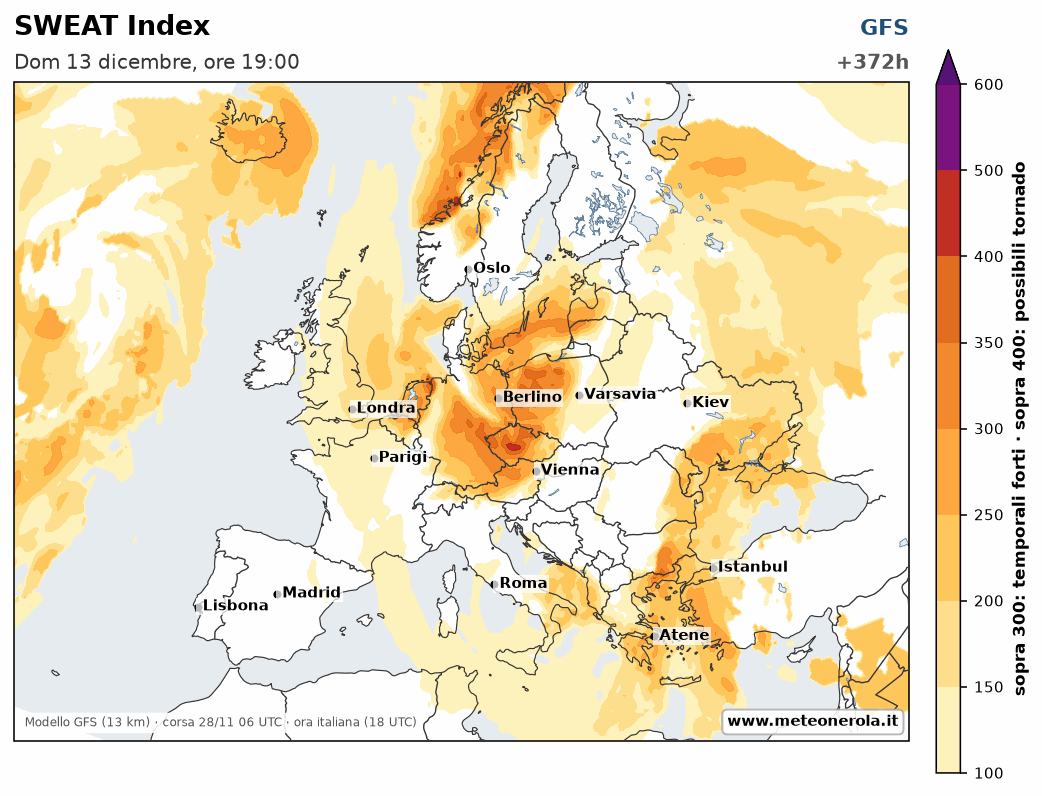 SWEAT Index
GFS
Dom 13 dicembre, ore 19:00
+372h
600
500
400
350
300
250
200
150
100
sopra 300: temporali forti · sopra 400: possibili tornado
Oslo
Berlino
Varsavia
Kiev
Londra
Parigi
Vienna
Istanbul
Roma
Madrid
Lisbona
Atene
Modello GFS (13 km) · corsa 28/11 06 UTC · ora italiana (18 UTC)
www.meteonerola.it